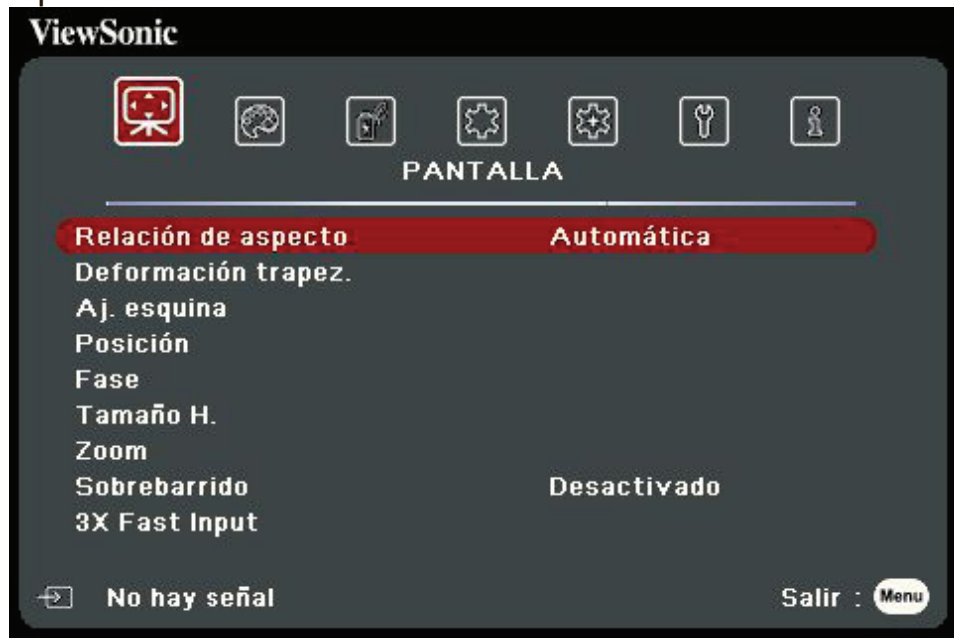 ViewSonic
PANTALLA
Relación de aspecto Automática
Deformación trapez.
Aj. esquina
Posición
Fase
Tamaño H.
Zoom
Sobrebarrido Desactivado
3X Fast Input
No hay señal Salir : Menu